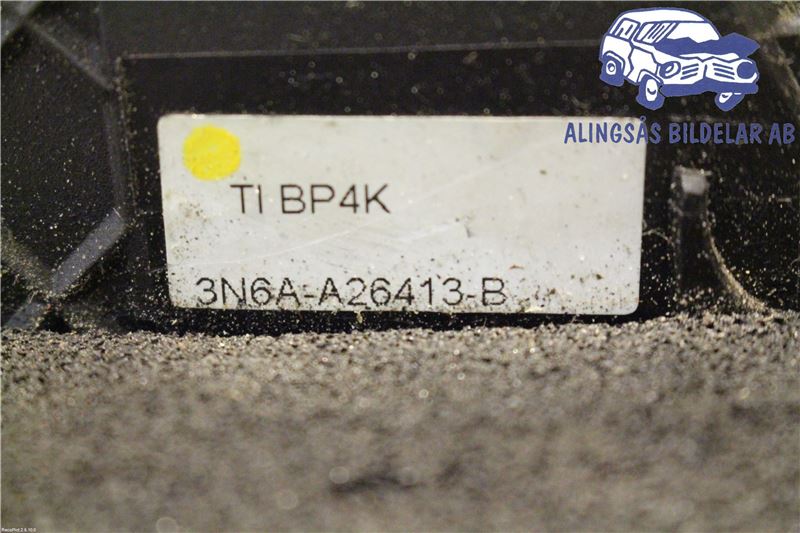 ALINGSÅS BILDELAR AB
TI BP4K
3N6A-A26413-B